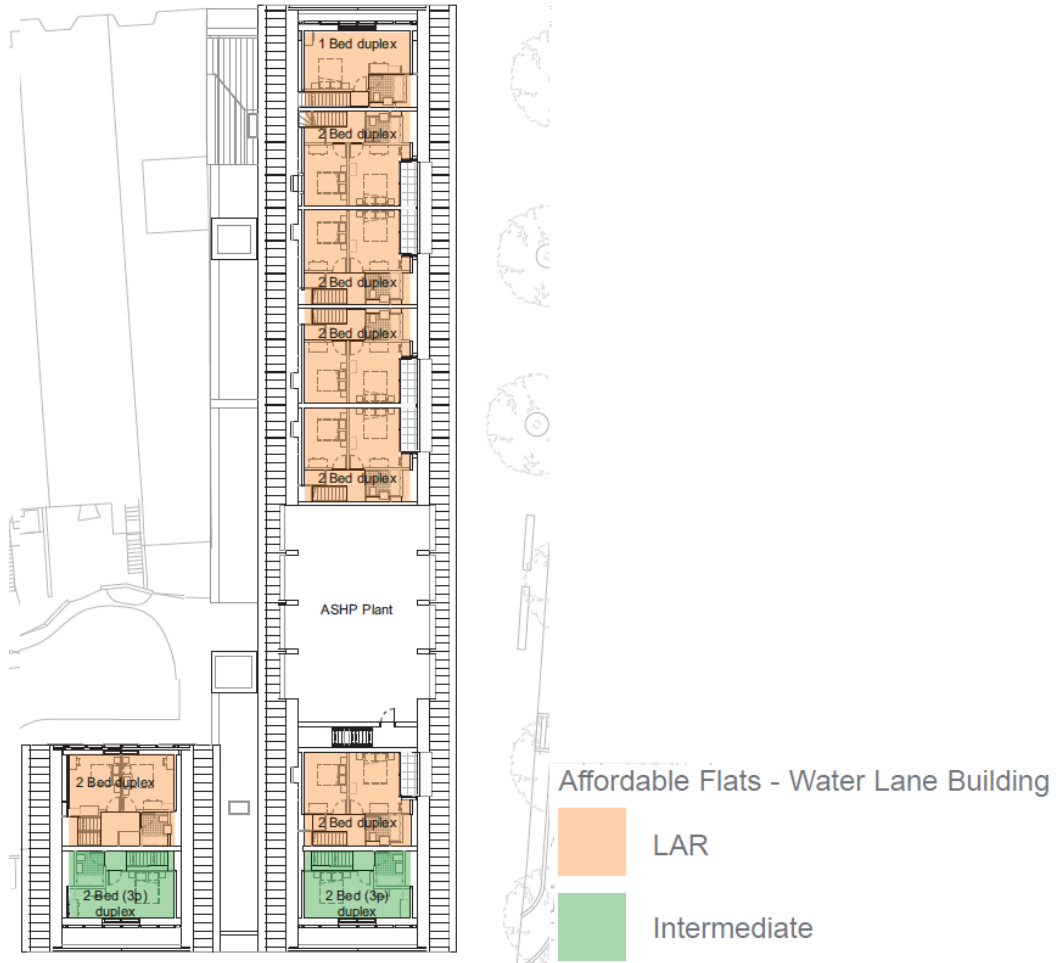 1 Bed duplex
2 Bed duplex
2 Bed duplex
2 Bed duplex
2 Bed duplex
ASHP Plant
2 Bed duplex
2 Bed duplex
2 Bed (3p)
duplex
2 Bed (3p)
duplex
Affordable Flats - Water Lane Building
LAR
Intermediate